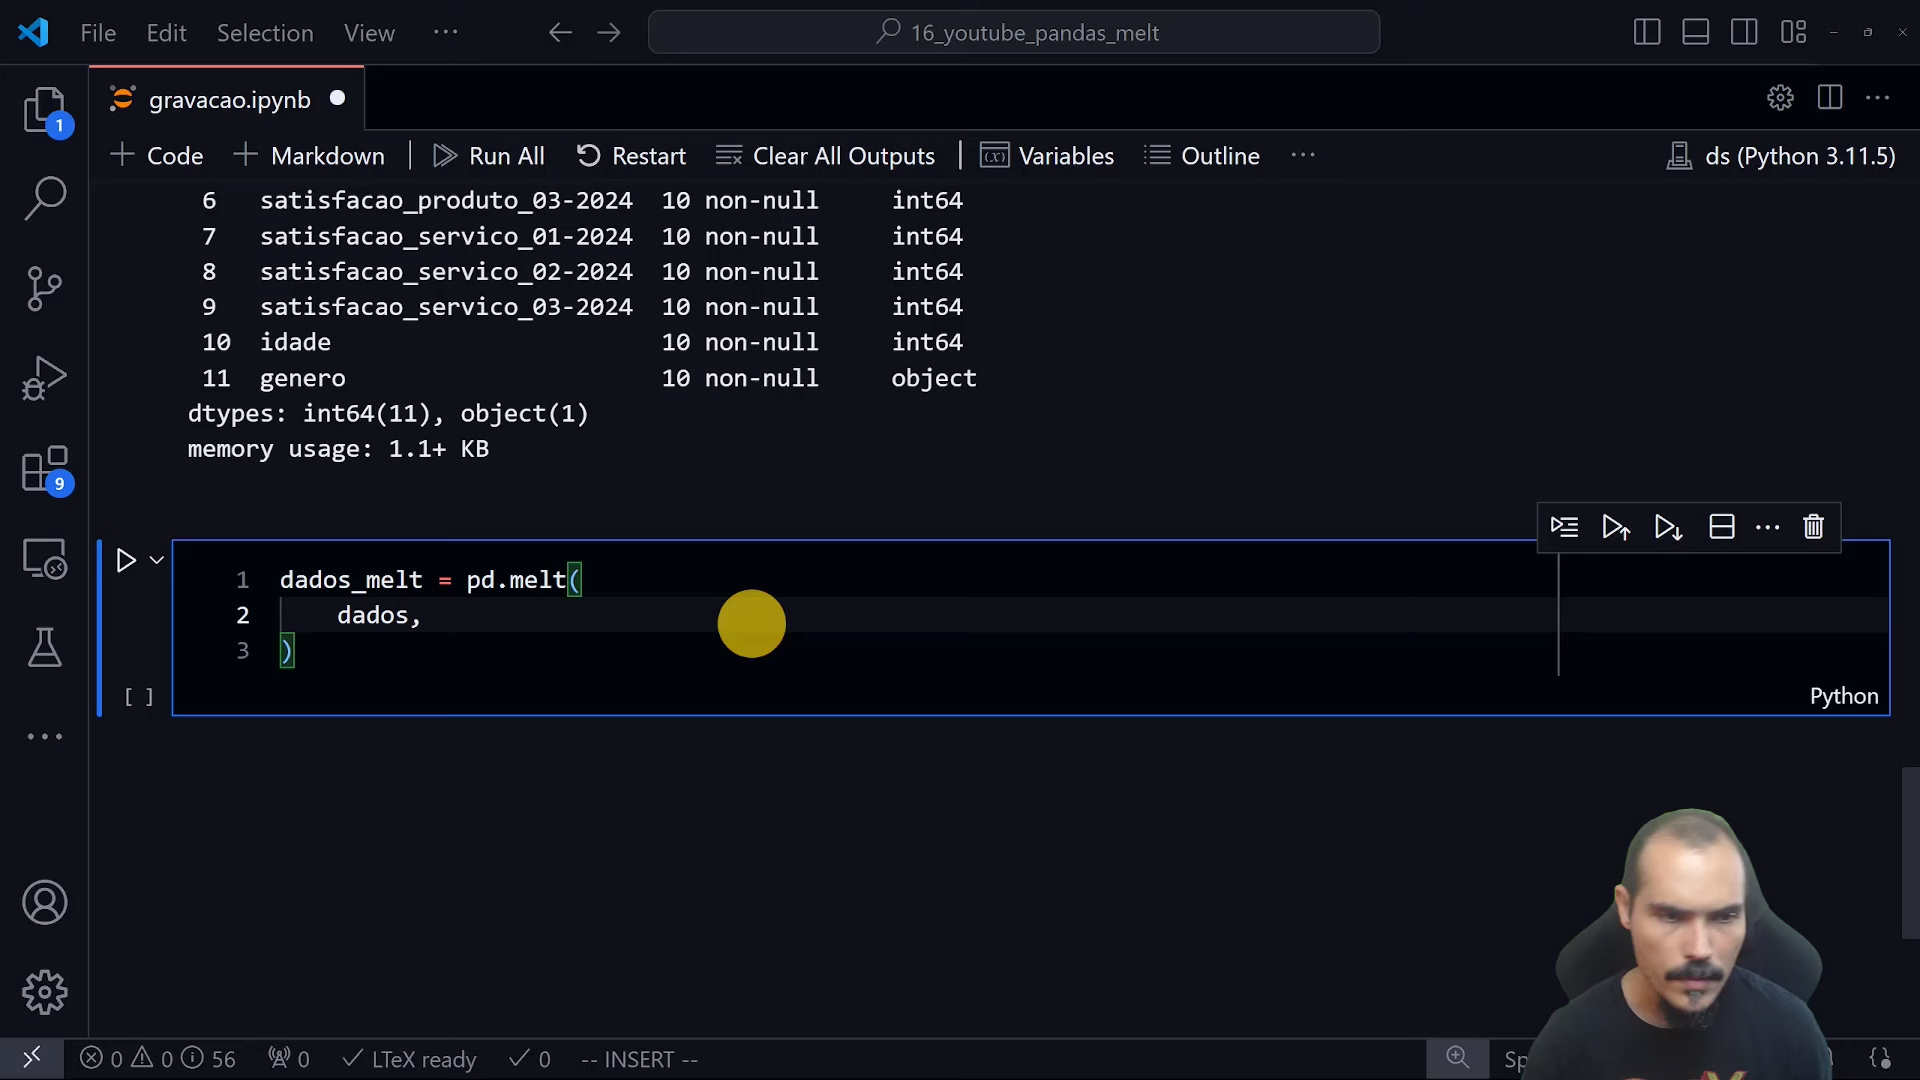 File Edit Selection View ··· 16_youtube_pandas_melt
gravacao.ipynb
1
Code Markdown Run All Restart Clear All Outputs Variables Outline ··· ds (Python 3.11.5)
6 satisfacao_produto_03-2024 10 non-null int64
7 satisfacao_servico_01-2024 10 non-null int64
8 satisfacao_servico_02-2024 10 non-null int64
9 satisfacao_servico_03-2024 10 non-null int64
10 idade 10 non-null int64
11 genero 10 non-null object
dtypes: int64(11), object(1)
memory usage: 1.1+ KB
9
1 dados_melt = pd.melt(
2 dados,
3 )
[ ]
Python
0 0 56 0 LTeX ready 0 -- INSERT -- Sp